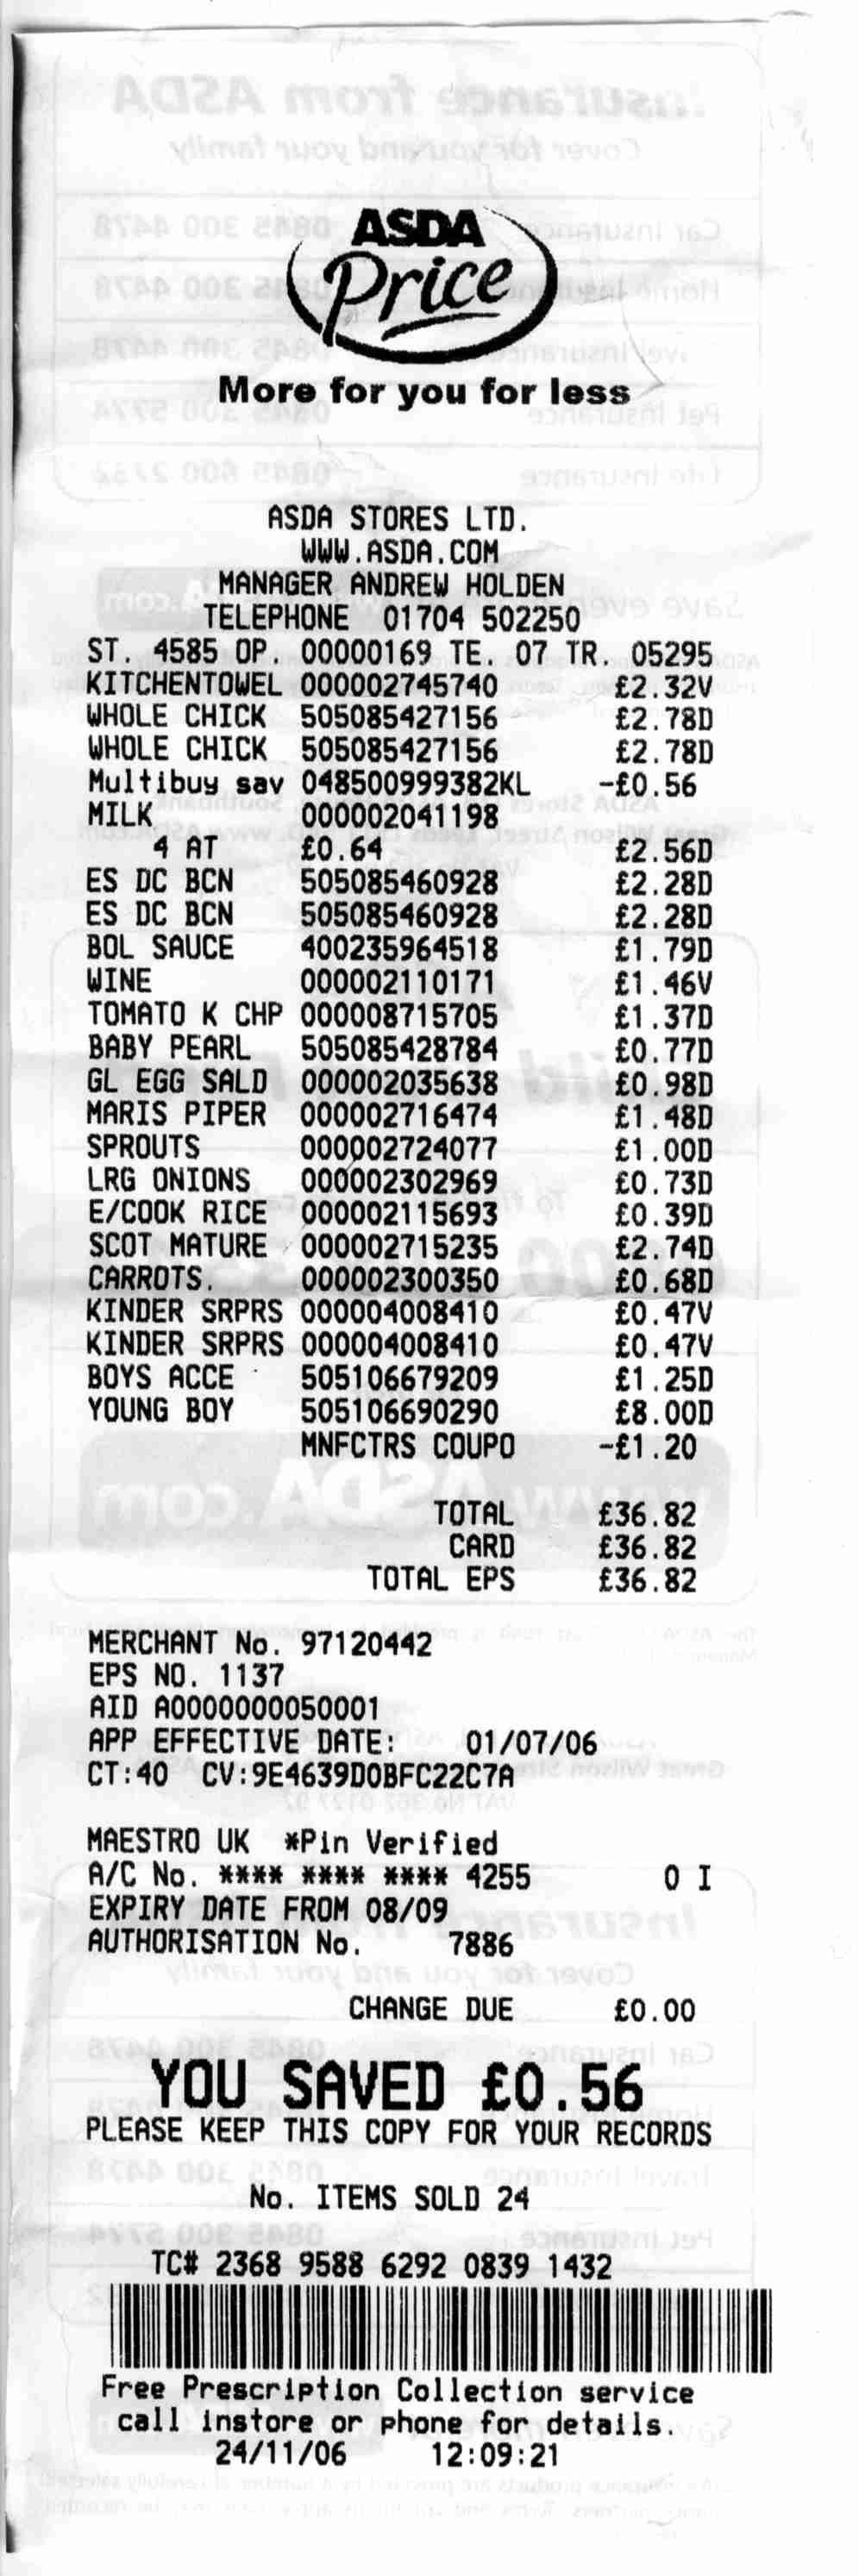 ASDA
Price
More for you for less
ASDA STORES LTD.
WWW.ASDA.COM
MANAGER ANDREW HOLDEN
TELEPHONE 01704 502250
ST. 4585 OP. 00000169 TE. 07 TR. 05295
KITCHENTOWEL 000002745740 £2.32V
WHOLE CHICK 505085427156 £2.78D
WHOLE CHICK 505085427156 £2.78D
Multibuy sav 048500999382KL -£0.56
MILK 000002041198
4 AT £0.64 £2.56D
ES DC BCN 505085460928 £2.28D
ES DC BCN 505085460928 £2.28D
BOL SAUCE 400235964518 £1.79D
WINE 000002110171 £1.46V
TOMATO K CHP 000008715705 £1.37D
BABY PEARL 505085428784 £0.77D
GL EGG SALD 000002035638 £0.98D
MARIS PIPER 000002716474 £1.48D
SPROUTS 000002724077 £1.00D
LRG ONIONS 000002302969 £0.73D
E/COOK RICE 000002115693 £0.39D
SCOT MATURE 000002715235 £2.74D
CARROTS 000002300350 £0.68D
KINDER SRPRS 000004008410 £0.47V
KINDER SRPRS 000004008410 £0.47V
BOYS ACCE 505106679209 £1.25D
YOUNG BOY 505106690290 £8.00D
MNFCTRS COUPO -£1.20
TOTAL £36.82
CARD £36.82
TOTAL EPS £36.82
MERCHANT No. 97120442
EPS NO. 1137
AID A0000000050001
APP EFFECTIVE DATE: 01/07/06
CT:40 CV:9E4639D0BFC22C7A
MAESTRO UK *Pin Verified
A/C No. **** **** **** 4255 0 I
EXPIRY DATE FROM 08/09
AUTHORISATION No. 7886
CHANGE DUE £0.00
YOU SAVED £0.56
PLEASE KEEP THIS COPY FOR YOUR RECORDS
No. ITEMS SOLD 24
TC# 2368 9588 6292 0839 1432
Free Prescription Collection service
call instore or phone for details.
24/11/06 12:09:21